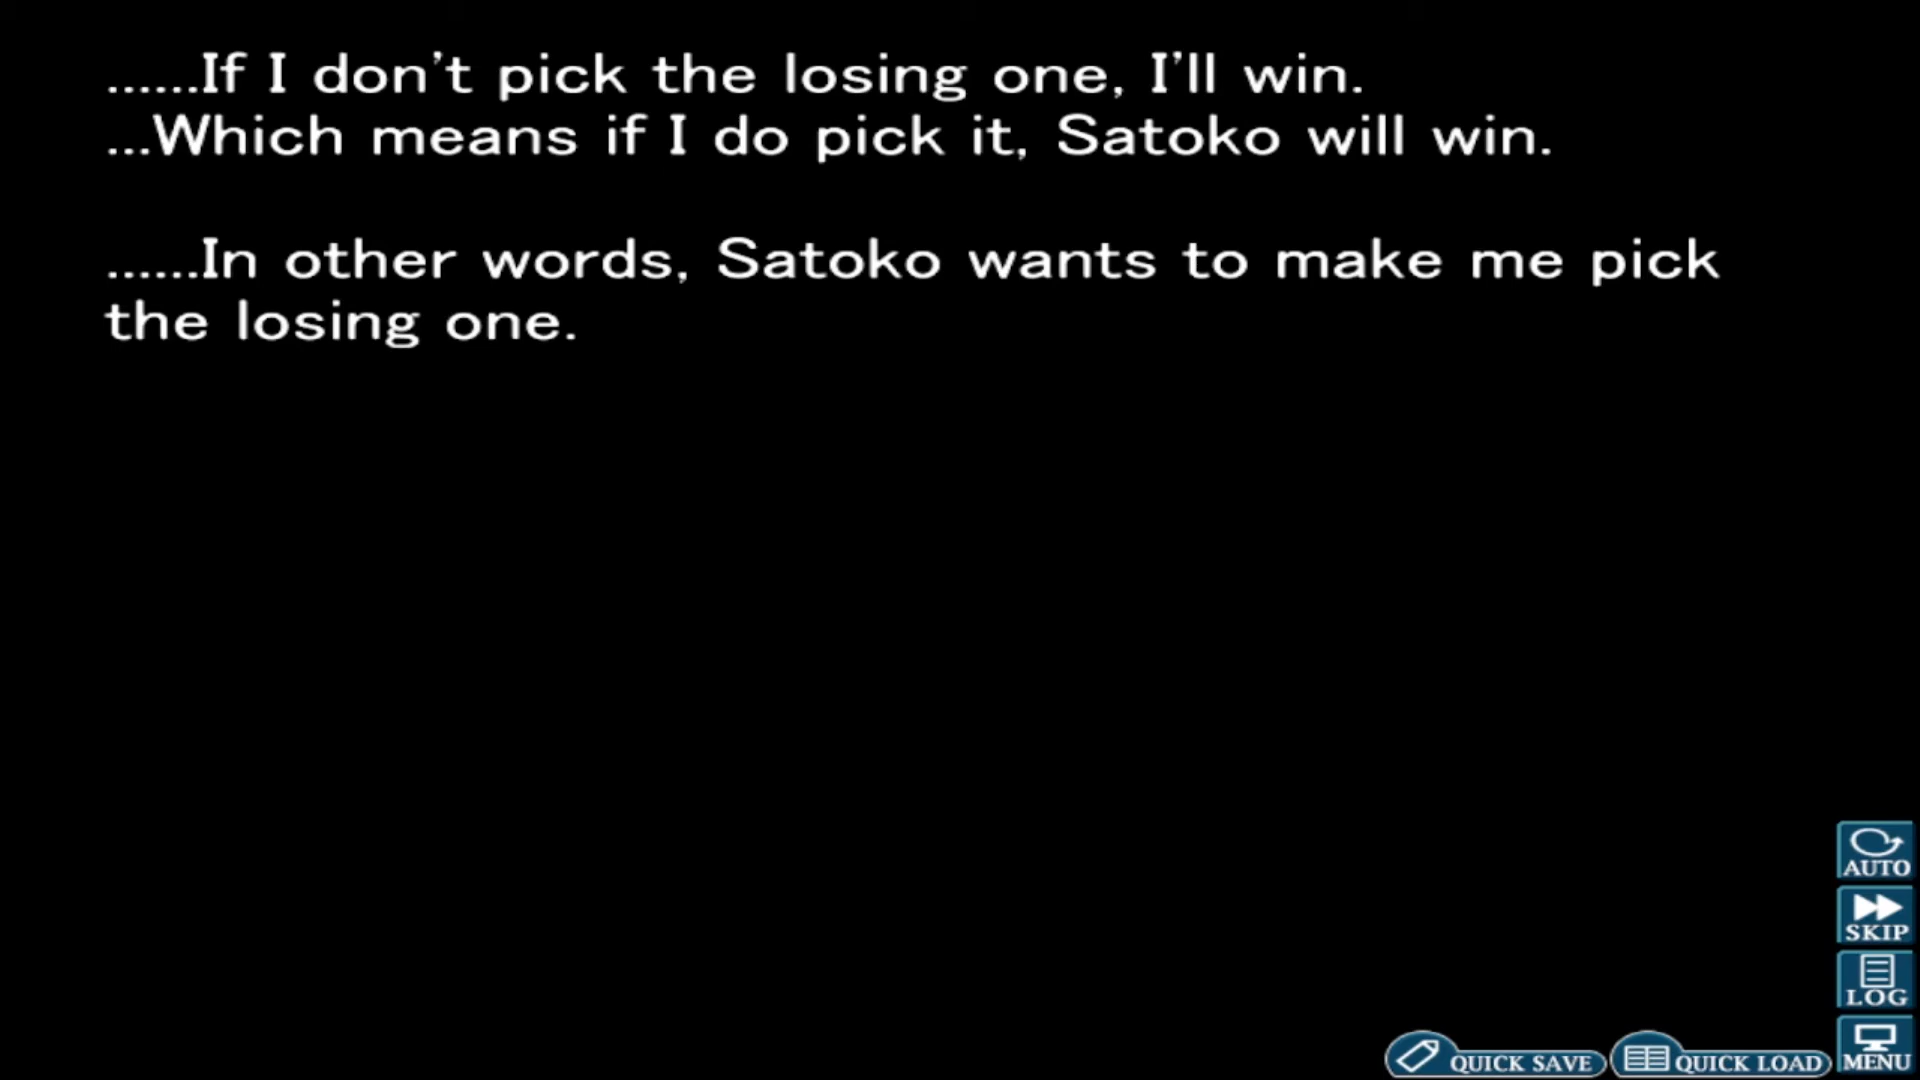 ......If I don't pick the losing one, I'll win.
...Which means if I do pick it, Satoko will win.
......In other words, Satoko wants to make me pick
the losing one.
AUTO
SKIP
LOG
MENU
QUICK SAVE
QUICK LOAD